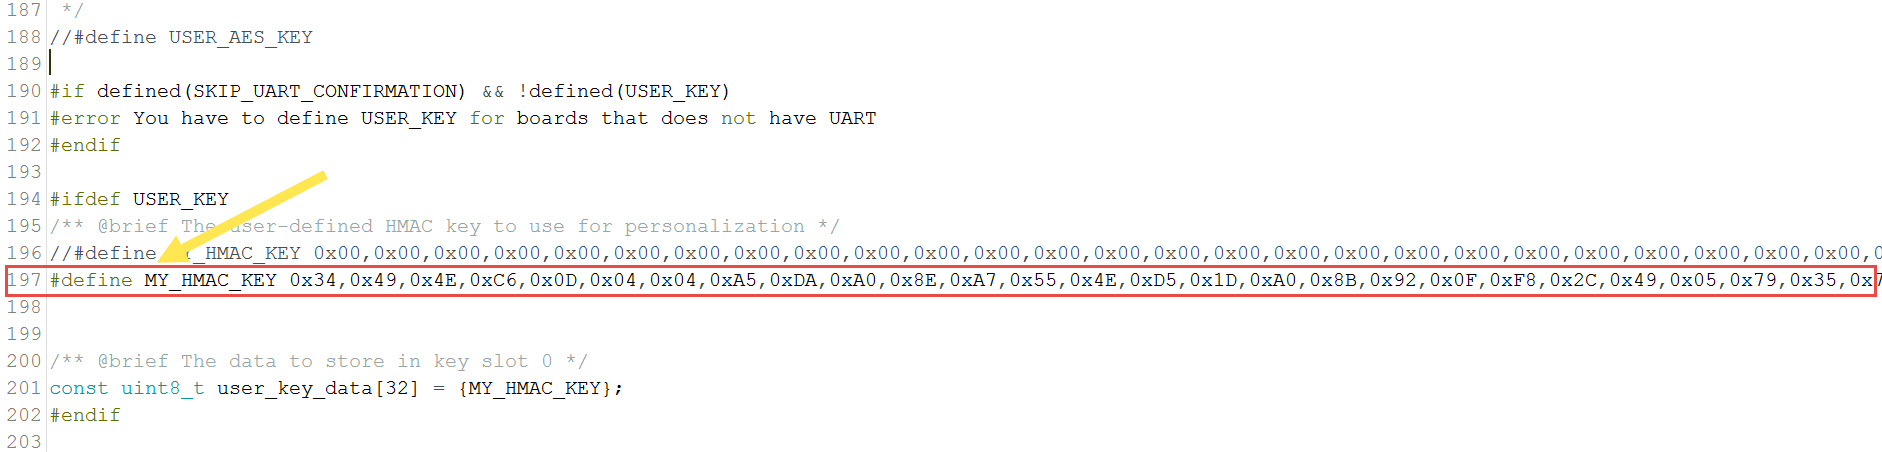 187 */
188 //#define USER_AES_KEY
189
190 #if defined(SKIP_UART_CONFIRMATION) && !defined(USER_KEY)
191 #error You have to define USER_KEY for boards that does not have UART
192 #endif
193
194 #ifdef USER_KEY
195 /** @brief The user-defined HMAC key to use for personalization */
196 //#define _HMAC_KEY 0x00,0x00,0x00,0x00,0x00,0x00,0x00,0x00,0x00,0x00,0x00,0x00,0x00,0x00,0x00,0x00,0x00,0x00,0x00,0x00,0x00,0x00,0x00,0x00,0x00,0x00,
197 #define MY_HMAC_KEY 0x34,0x49,0x4E,0xC6,0x0D,0x04,0x04,0xA5,0xDA,0xA0,0x8E,0xA7,0x55,0x4E,0xD5,0x1D,0xA0,0x8B,0x92,0x0F,0xF8,0x2C,0x49,0x05,0x79,0x35,0x7
198
199
200 /** @brief The data to store in key slot 0 */
201 const uint8_t user_key_data[32] = {MY_HMAC_KEY};
202 #endif
203